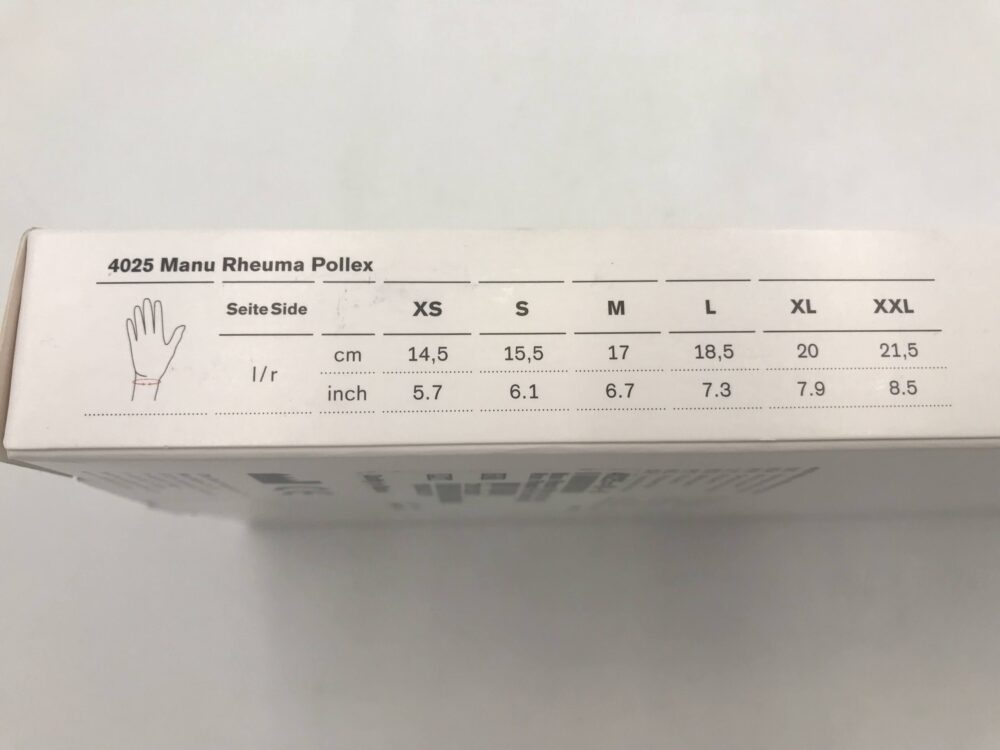 4025 Manu Rheuma Pollex
Seite Side XS S M L XL XXL
l/r
cm 14,5 15,5 17 18,5 20 21,5
inch 5.7 6.1 6.7 7.3 7.9 8.5